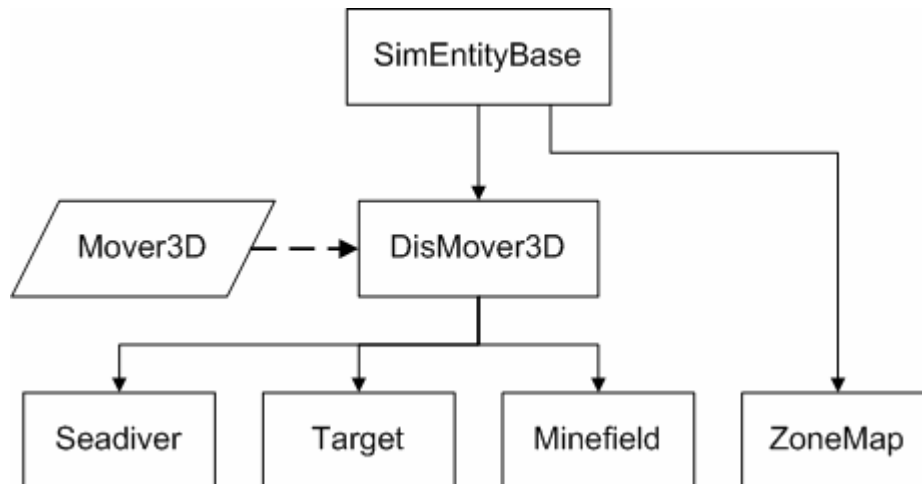 SimEntityBase
Mover3D
DisMover3D
Seadiver
Target
Minefield
ZoneMap